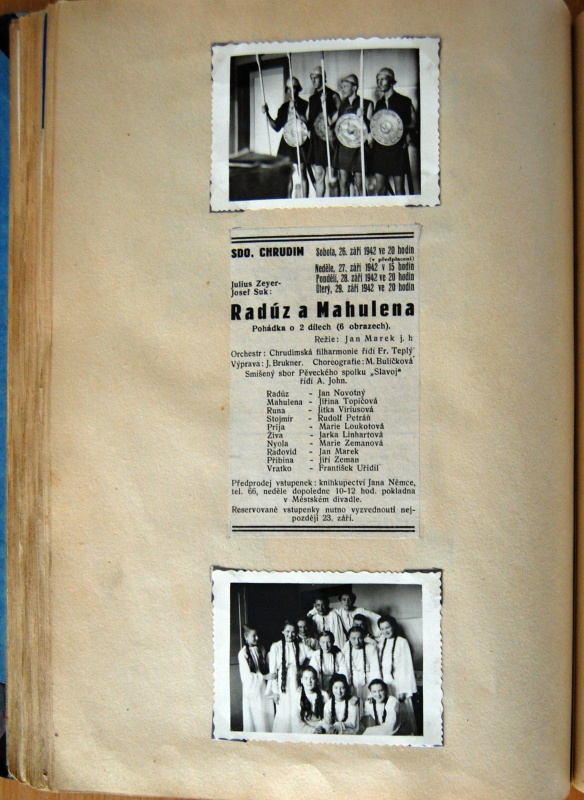 SDO. CHRUDIM
Sobota, 26. září 1942 ve 20 hodin
(v předplacení)
Neděle, 27. září 1942 v 15 hodin
Pondělí, 28. září 1942 ve 20 hodin
Úterý, 29. září 1942 ve 20 hodin
Julius Zeyer-
Josef Suk:
Radúz a Mahulena
Pohádka o 2 dílech (6 obrazech).
Režie: Jan Marek j. h
Orchestr: Chrudimská filharmonie řídí Fr. Teplý
Výprava: J. Brukner. Choreografie: M. Bulíčková
Smíšený sbor Pěveckého spolku „Slavoj“
řídí A. John.
Radúz - Jan Novotný
Mahulena - Jiřina Topičová
Runa - Jitka Viriusová
Stojmír - Rudolf Petráň
Prija - Marie Loukotová
Živa - Jarka Linhartová
Nyola - Marie Zemanová
Radovid - Jan Marek
Přibina - Jiří Zeman
Vratko - František Uřídil
Předprodej vstupenek: knihkupectví Jana Němce,
tel. 66, neděle dopoledne 10-12 hod. pokladna
v Městském divadle.
Reservované vstupenky nutno vyzvednouti nej-
později 23. září.